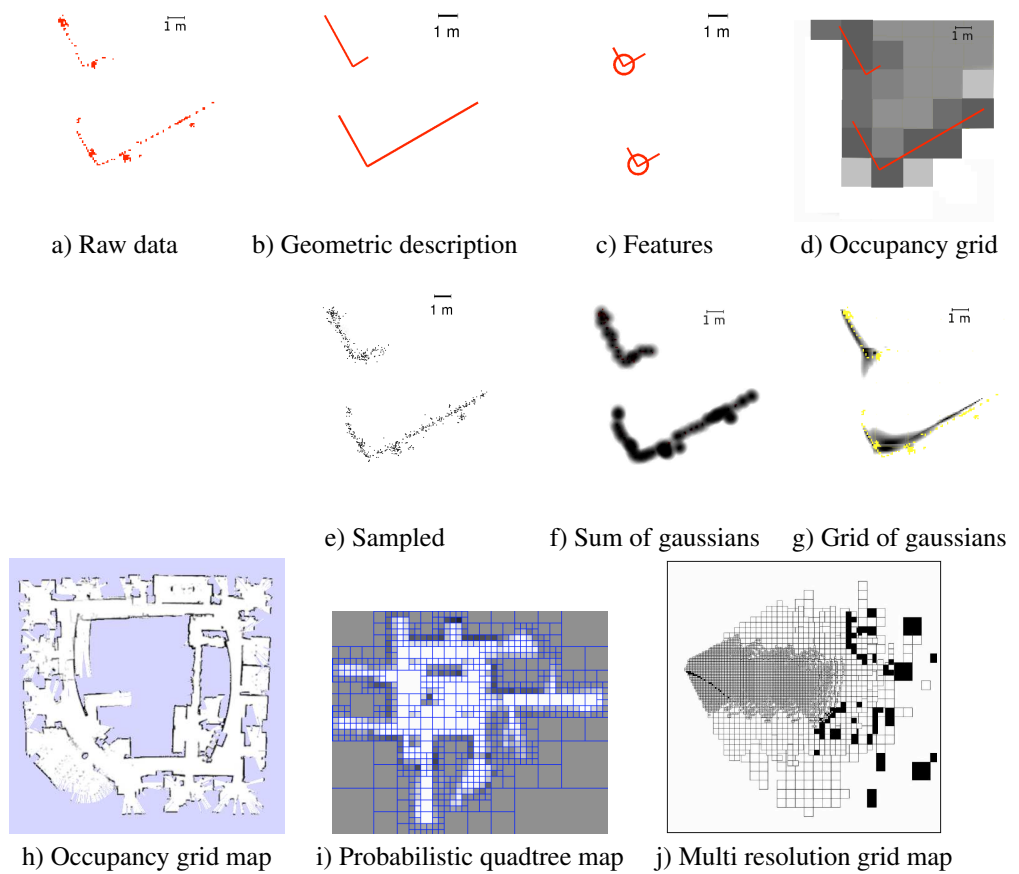 1 m
1 m
1 m
1 m
a) Raw data
b) Geometric description
c) Features
d) Occupancy grid
1 m
1 m
1 m
e) Sampled
f) Sum of gaussians
g) Grid of gaussians
h) Occupancy grid map
i) Probabilistic quadtree map
j) Multi resolution grid map